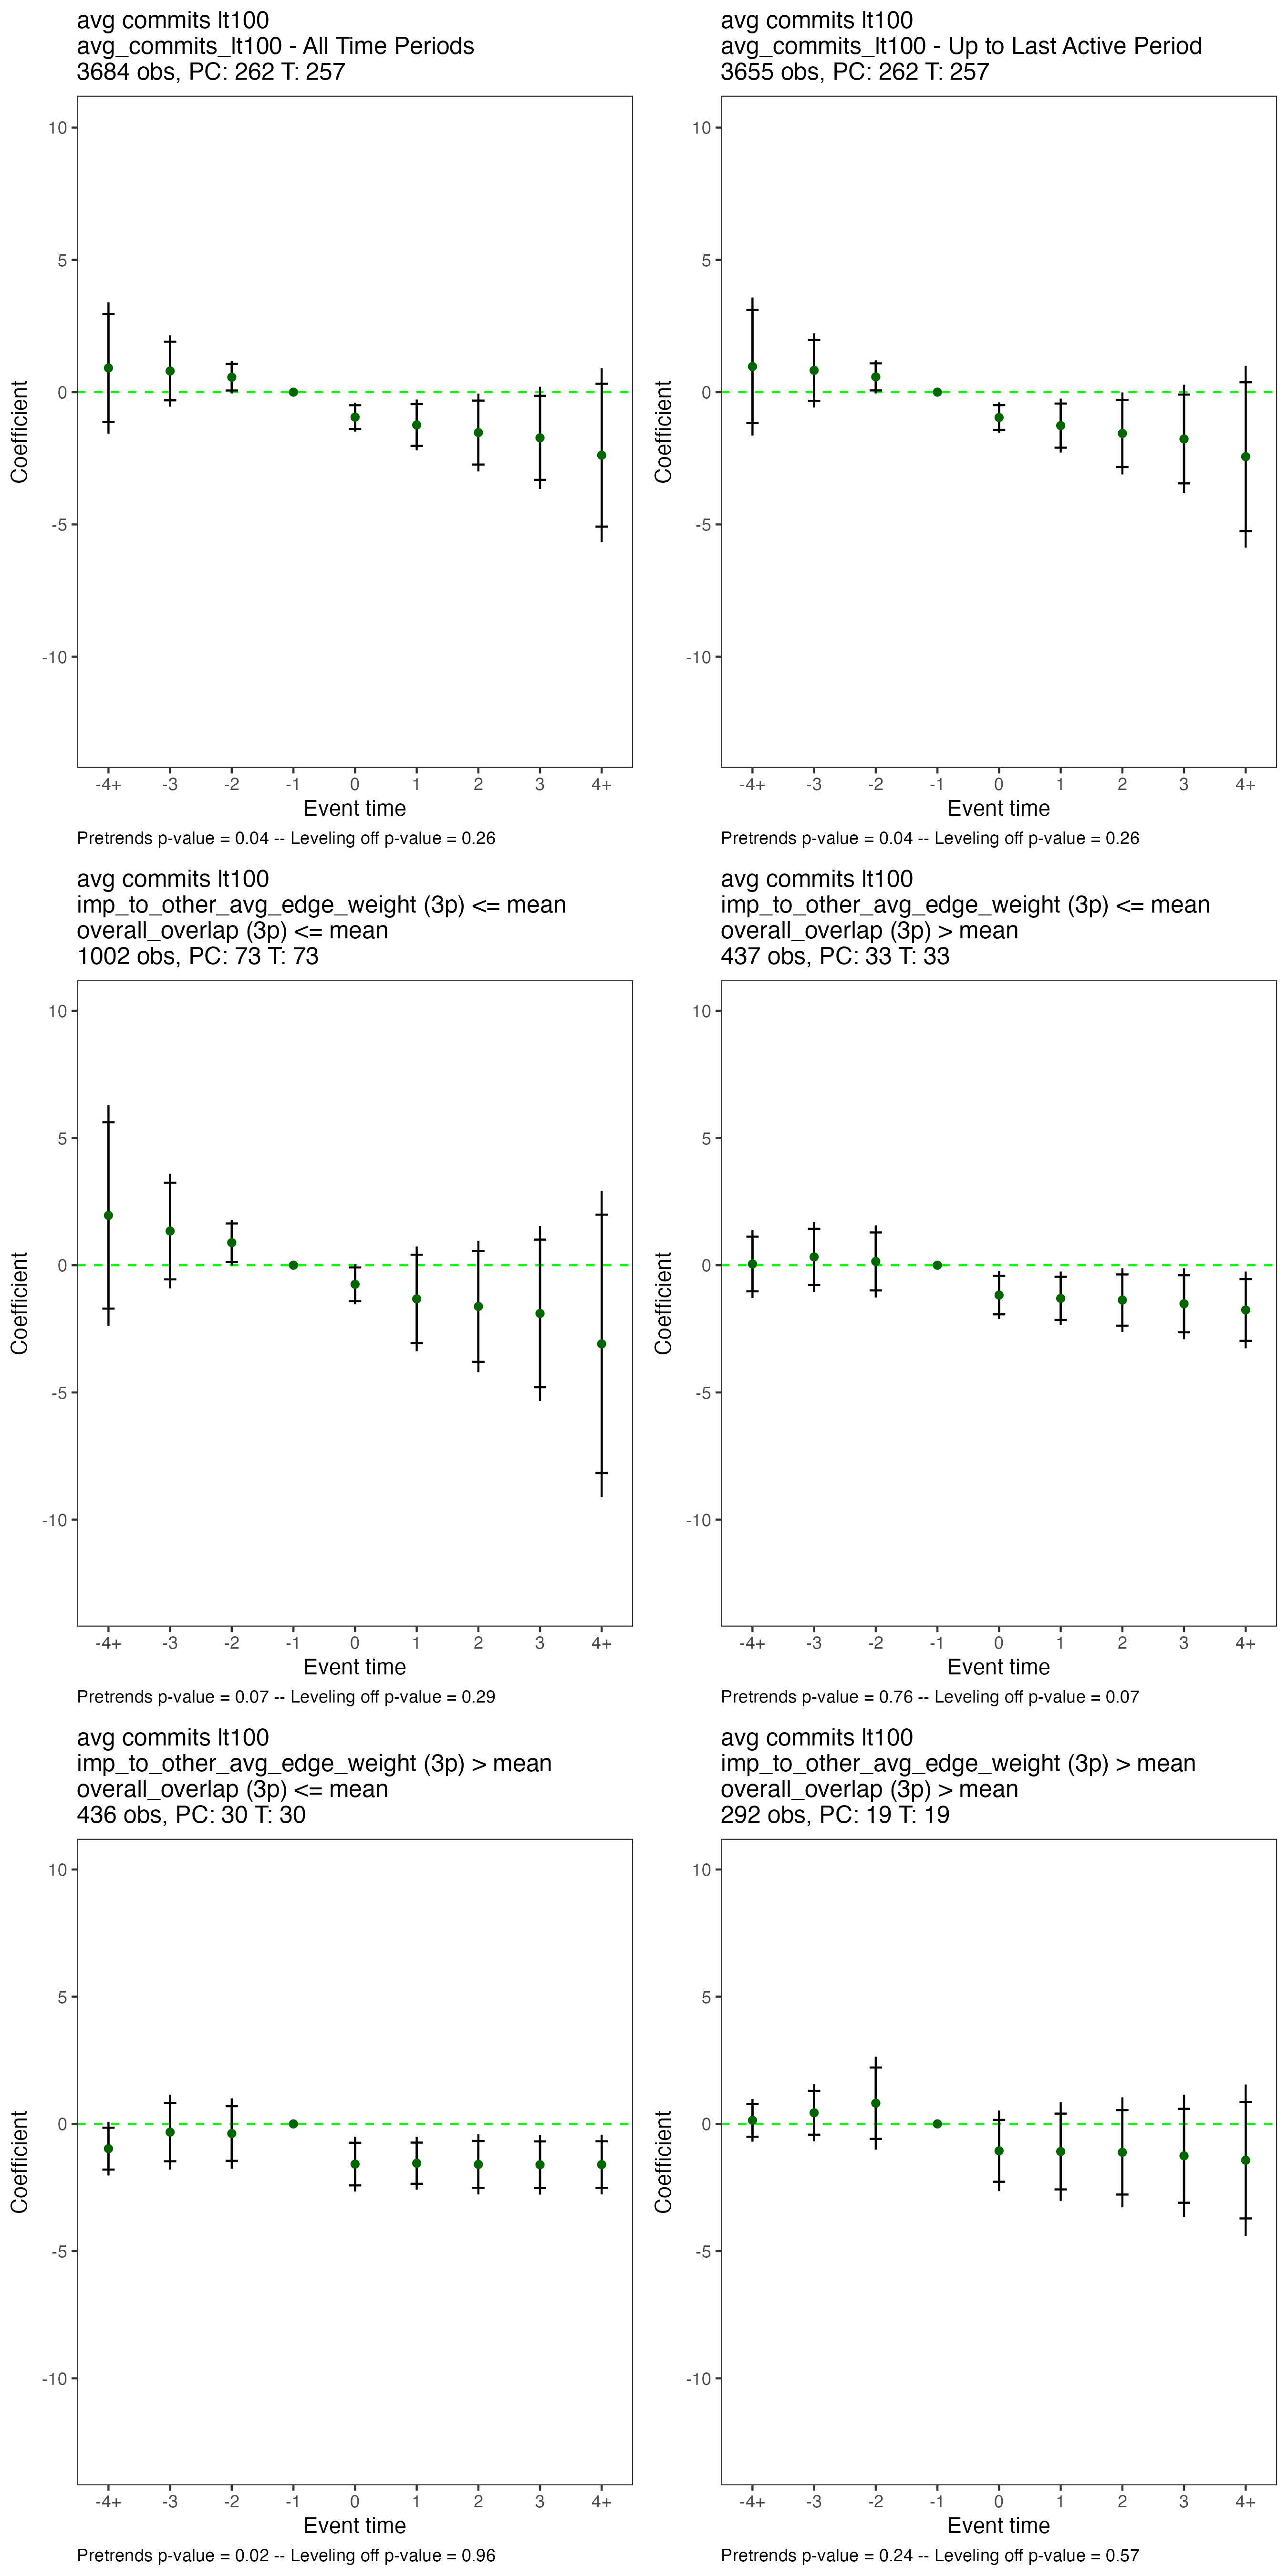 avg commits lt100
avg_commits_lt100 - All Time Periods
3684 obs, PC: 262 T: 257
10
5
0
-5
-10
Coefficient
-4+ -3 -2 -1 0 1 2 3 4+
Event time
Pretrends p-value = 0.04 -- Leveling off p-value = 0.26
avg commits lt100
avg_commits_lt100 - Up to Last Active Period
3655 obs, PC: 262 T: 257
10
5
0
-5
-10
Coefficient
-4+ -3 -2 -1 0 1 2 3 4+
Event time
Pretrends p-value = 0.04 -- Leveling off p-value = 0.26
avg commits lt100
imp_to_other_avg_edge_weight (3p) <= mean
overall_overlap (3p) <= mean
1002 obs, PC: 73 T: 73
10
5
0
-5
-10
Coefficient
-4+ -3 -2 -1 0 1 2 3 4+
Event time
Pretrends p-value = 0.07 -- Leveling off p-value = 0.29
avg commits lt100
imp_to_other_avg_edge_weight (3p) <= mean
overall_overlap (3p) > mean
437 obs, PC: 33 T: 33
10
5
0
-5
-10
Coefficient
-4+ -3 -2 -1 0 1 2 3 4+
Event time
Pretrends p-value = 0.76 -- Leveling off p-value = 0.07
avg commits lt100
imp_to_other_avg_edge_weight (3p) > mean
overall_overlap (3p) <= mean
436 obs, PC: 30 T: 30
10
5
0
-5
-10
Coefficient
-4+ -3 -2 -1 0 1 2 3 4+
Event time
Pretrends p-value = 0.02 -- Leveling off p-value = 0.96
avg commits lt100
imp_to_other_avg_edge_weight (3p) > mean
overall_overlap (3p) > mean
292 obs, PC: 19 T: 19
10
5
0
-5
-10
Coefficient
-4+ -3 -2 -1 0 1 2 3 4+
Event time
Pretrends p-value = 0.24 -- Leveling off p-value = 0.57